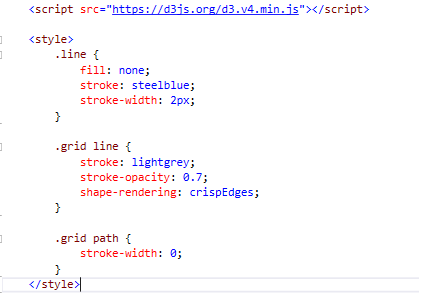 <script src="https://d3js.org/d3.v4.min.js"></script>
<style>
.line {
fill: none;
stroke: steelblue;
stroke-width: 2px;
}
.grid line {
stroke: lightgrey;
stroke-opacity: 0.7;
shape-rendering: crispEdges;
}
.grid path {
stroke-width: 0;
}
</style>